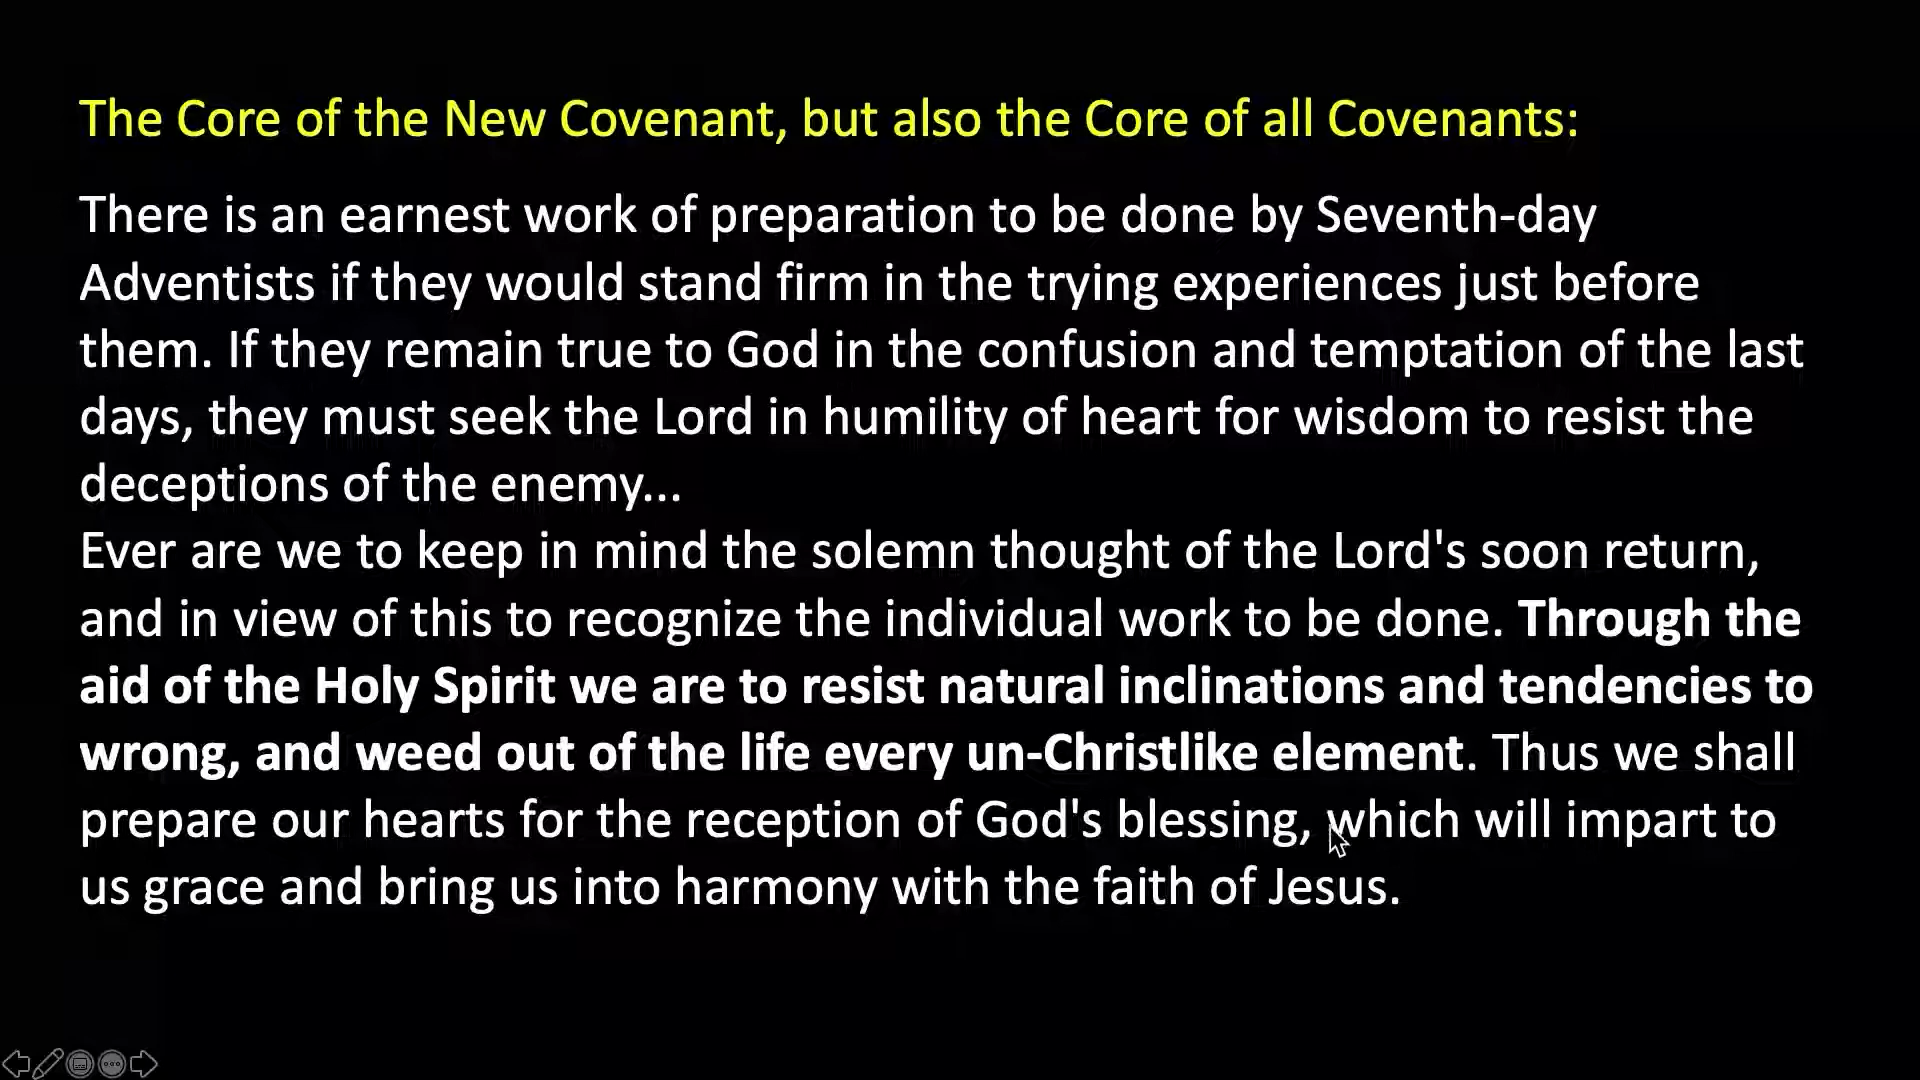 The Core of the New Covenant, but also the Core of all Covenants:
There is an earnest work of preparation to be done by Seventh-day
Adventists if they would stand firm in the trying experiences just before
them. If they remain true to God in the confusion and temptation of the last
days, they must seek the Lord in humility of heart for wisdom to resist the
deceptions of the enemy...
Ever are we to keep in mind the solemn thought of the Lord's soon return,
and in view of this to recognize the individual work to be done. Through the
aid of the Holy Spirit we are to resist natural inclinations and tendencies to
wrong, and weed out of the life every un-Christlike element. Thus we shall
prepare our hearts for the reception of God's blessing, which will impart to
us grace and bring us into harmony with the faith of Jesus.